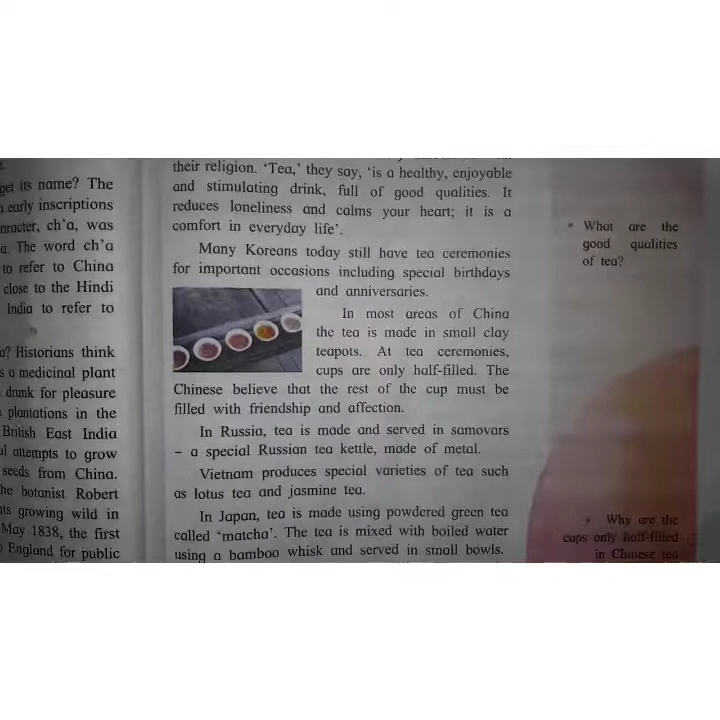 get its name? The
early inscriptions
ch'a, was
The word ch'a
to refer to China
close to the Hindi
India to refer to
Historians think
a medicinal plant
drunk for pleasure
plantations in the
British East India
attempts to grow
seeds from China.
botanist Robert
growing wild in
May 1838, the first
England for public
their religion. 'Tea,' they say, 'is a healthy, enjoyable
and stimulating drink, full of good qualities. It
reduces loneliness and calms your heart; it is a
comfort in everyday life'.
Many Koreans today still have tea ceremonies
for important occasions including special birthdays
and anniversaries.
In most areas of China
the tea is made in small clay
teapots. At tea ceremonies,
cups are only half-filled. The
Chinese believe that the rest of the cup must be
filled with friendship and affection.
In Russia, tea is made and served in samovars
– a special Russian tea kettle, made of metal.
Vietnam produces special varieties of tea such
as lotus tea and jasmine tea.
In Japan, tea is made using powdered green tea
called 'matcha'. The tea is mixed with boiled water
using a bamboo whisk and served in small bowls.
* What are the
good qualities
of tea?
* Why are the
cups only half-filled
in Chinese tea